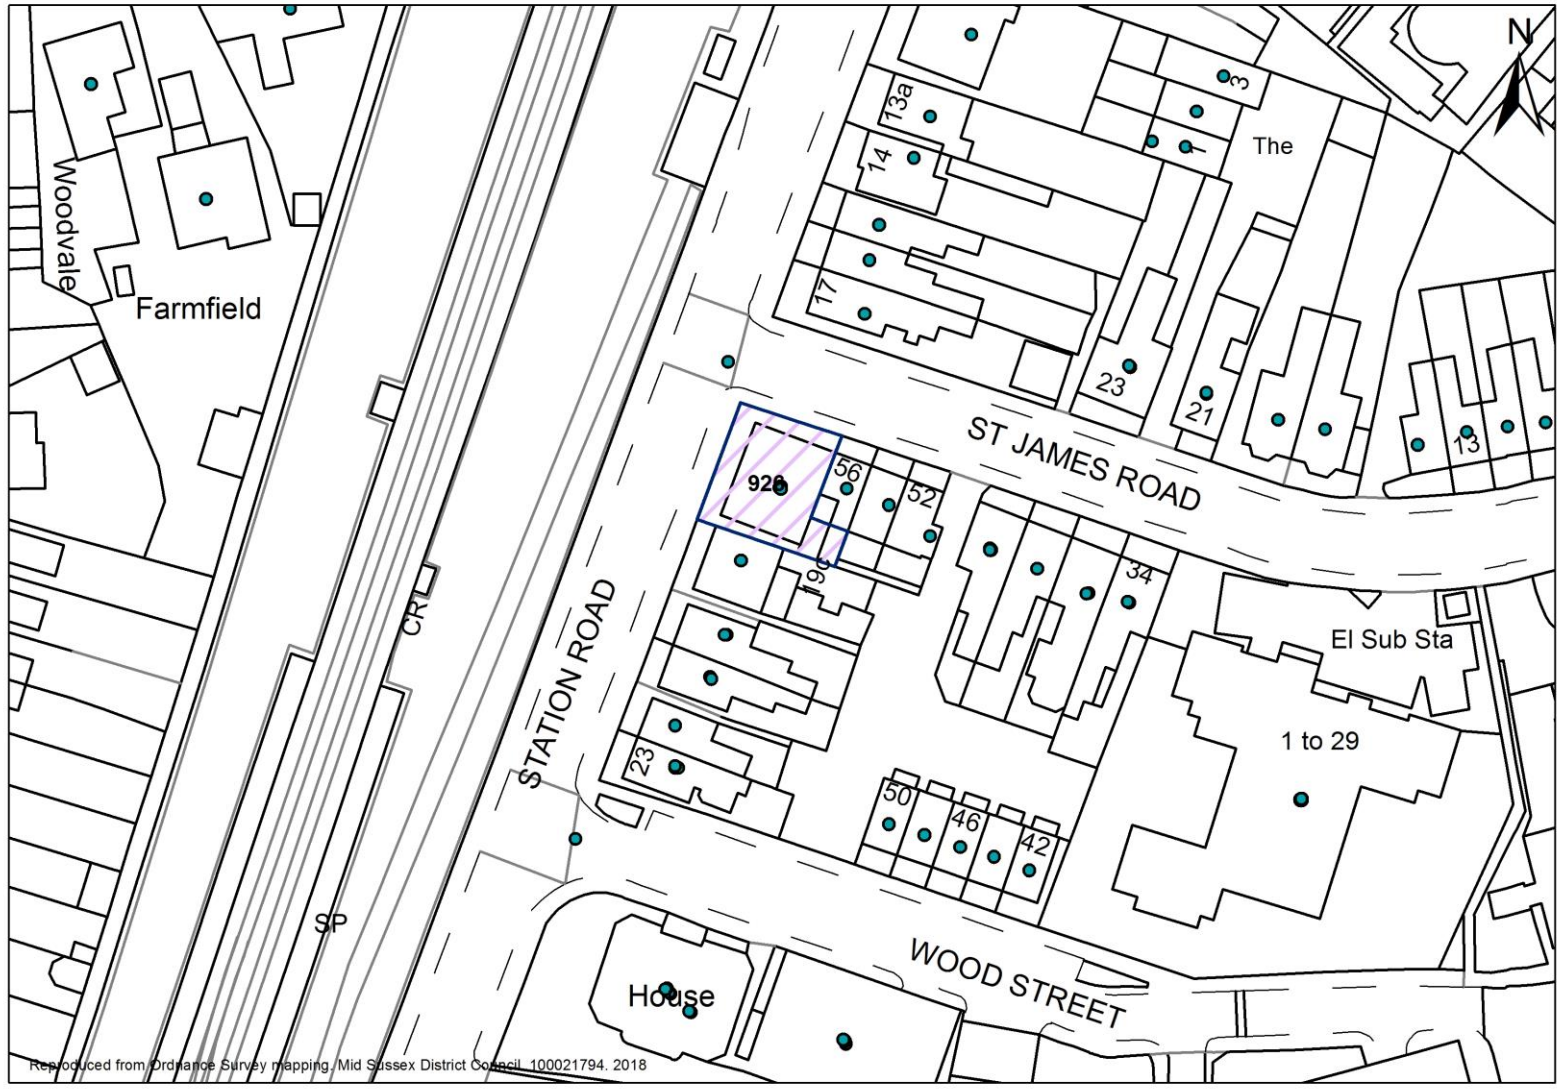 N
3
13a
The
1
14
Woodvale
17
Farmfield
23
21
13
ST JAMES ROAD
56
52
34
19c
CR
El Sub Sta
STATION ROAD
1 to 29
23
50
46
42
SP
WOOD STREET
House
Reproduced from Ordnance Survey mapping. Mid Sussex District Council. 100021794. 2018